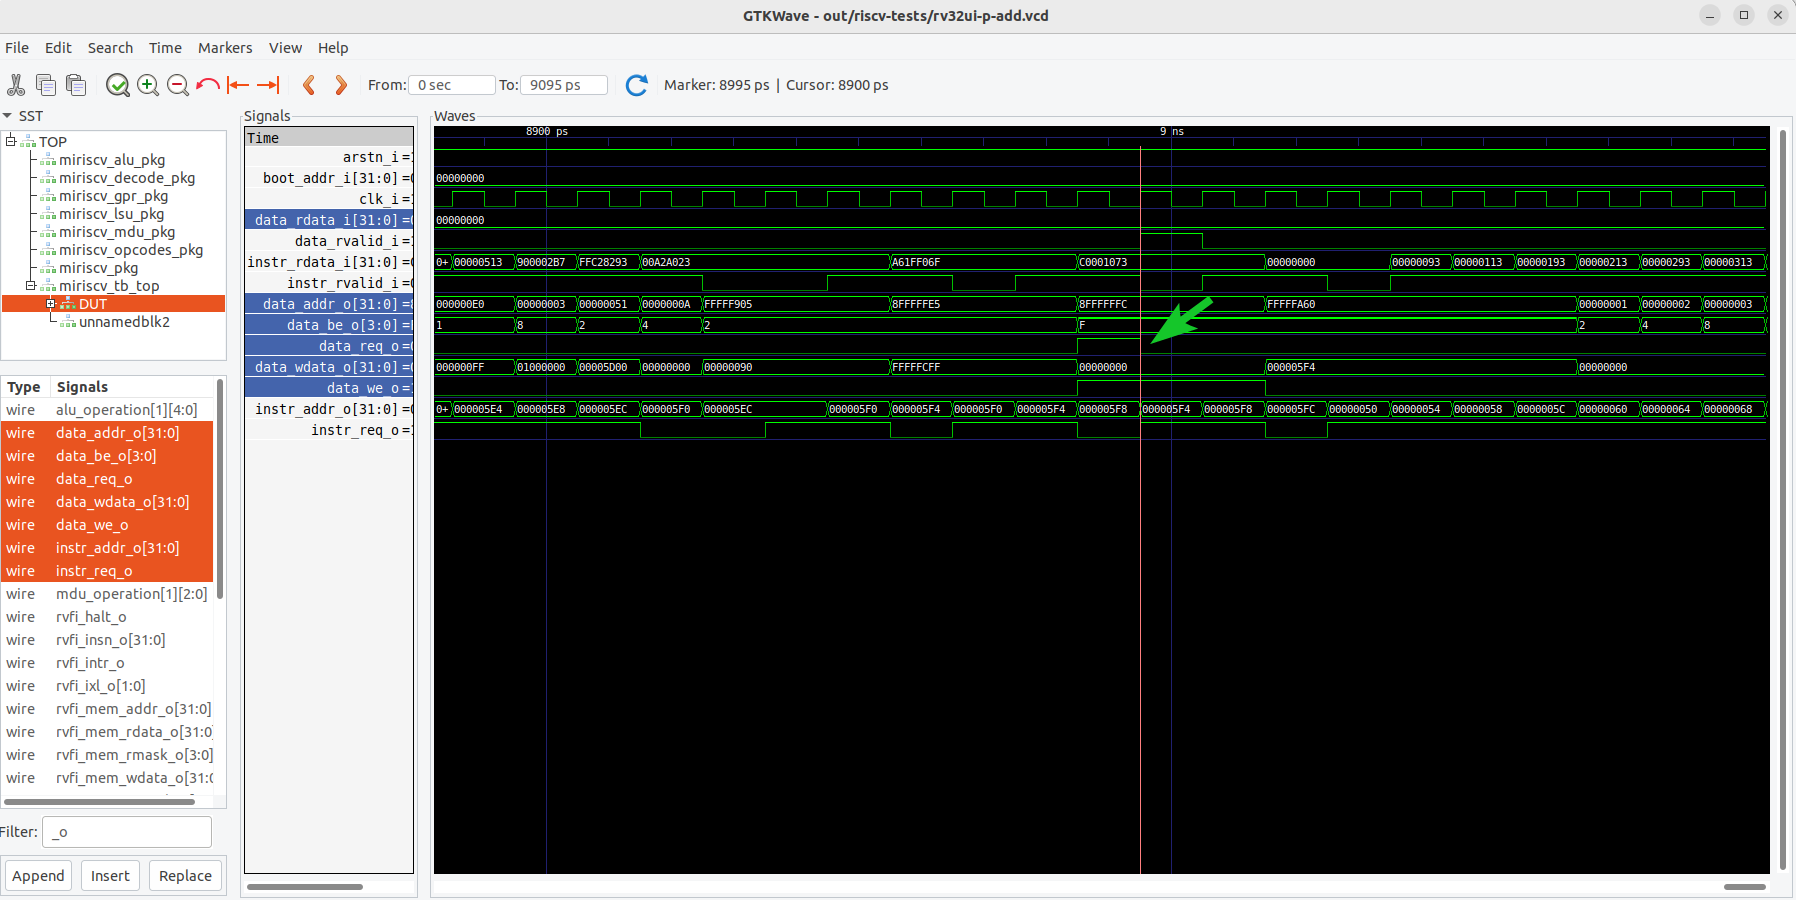 GTKWave - out/riscv-tests/rv32ui-p-add.vcd
File Edit Search Time Markers View Help
From: 0 sec To: 9095 ps Marker: 8995 ps | Cursor: 8900 ps
SST
TOP
miriscv_alu_pkg
miriscv_decode_pkg
miriscv_gpr_pkg
miriscv_lsu_pkg
miriscv_mdu_pkg
miriscv_opcodes_pkg
miriscv_pkg
miriscv_tb_top
DUT
unnamedblk2
Type Signals
wire alu_operation[1][4:0]
wire data_addr_o[31:0]
wire data_be_o[3:0]
wire data_req_o
wire data_wdata_o[31:0]
wire data_we_o
wire instr_addr_o[31:0]
wire instr_req_o
wire mdu_operation[1][2:0]
wire rvfi_halt_o
wire rvfi_insn_o[31:0]
wire rvfi_intr_o
wire rvfi_ixl_o[1:0]
wire rvfi_mem_addr_o[31:0]
wire rvfi_mem_rdata_o[31:0]
wire rvfi_mem_rmask_o[3:0]
wire rvfi_mem_wdata_o[31:0
Filter: _o
Append Insert Replace
Signals
Time
arstn_i =
boot_addr_i[31:0] =
clk_i =
data_rdata_i[31:0] =
data_rvalid_i =
instr_rdata_i[31:0] =
instr_rvalid_i =
data_addr_o[31:0] =
data_be_o[3:0] =
data_req_o =
data_wdata_o[31:0] =
data_we_o =
instr_addr_o[31:0] =
instr_req_o =
Waves
8900 ps 9 ns
00000000
00000000
0+ 00000513 900002B7 FFC28293 00A2A023 A61FF06F C0001073 00000000 00000093 00000113 00000193 00000213 00000293 00000313
000000E0 00000003 00000051 0000000A FFFFF905 8FFFFFE5 8FFFFFFC FFFFFA60 00000001 00000002 00000003
1 8 2 4 2 F 2 4 8
000000FF 01000000 00005D00 00000000 00000090 FFFFFCFF 00000000 000005F4 00000000
0+ 000005E4 000005E8 000005EC 000005F0 000005EC 000005F0 000005F4 000005F0 000005F4 000005F8 000005F4 000005F8 000005FC 00000050 00000054 00000058 0000005C 00000060 00000064 00000068